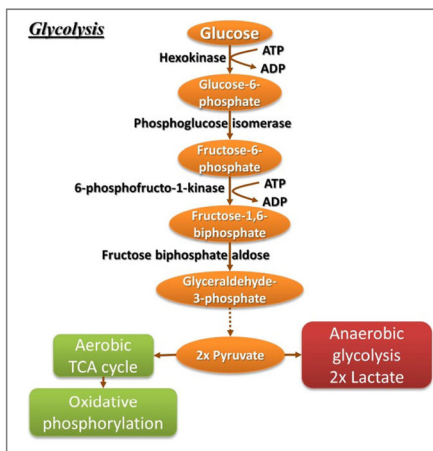 Glycolysis
Glucose
Hexokinase
ATP
ADP
Glucose-6-
phosphate
Phosphoglucose isomerase
Fructose-6-
phosphate
6-phosphofructo-1-kinase
ATP
ADP
Fructose-1,6-
biphosphate
Fructose biphosphate aldose
Glyceraldehyde-
3-phosphate
Aerobic
TCA cycle
2x Pyruvate
Anaerobic
glycolysis
2x Lactate
Oxidative
phosphorylation